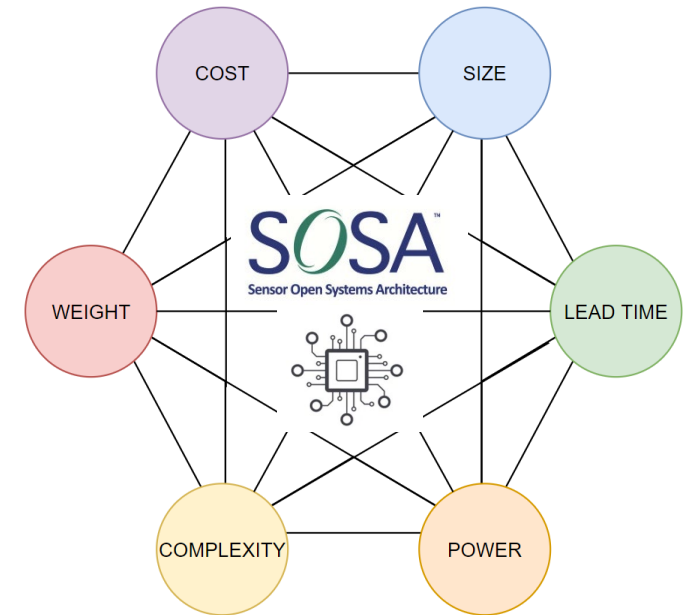 COST
SIZE
SOSA™
Sensor Open Systems Architecture
WEIGHT
LEAD TIME
COMPLEXITY
POWER